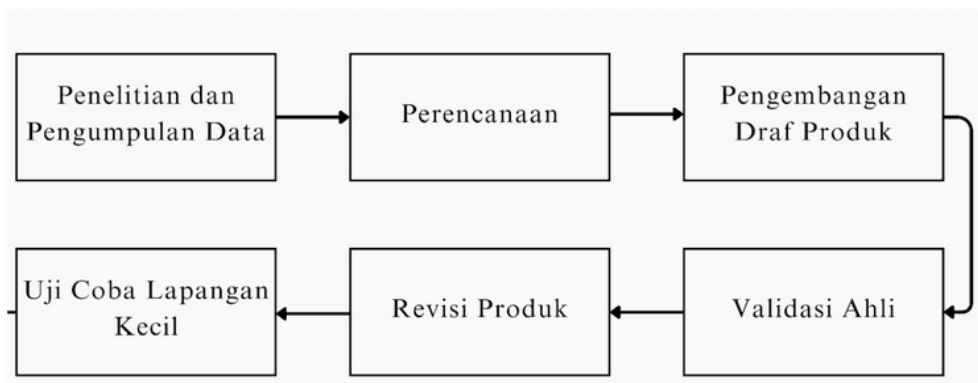 Penelitian dan
Pengumpulan Data
Perencanaan
Pengembangan
Draf Produk
Validasi Ahli
Revisi Produk
Uji Coba Lapangan
Kecil